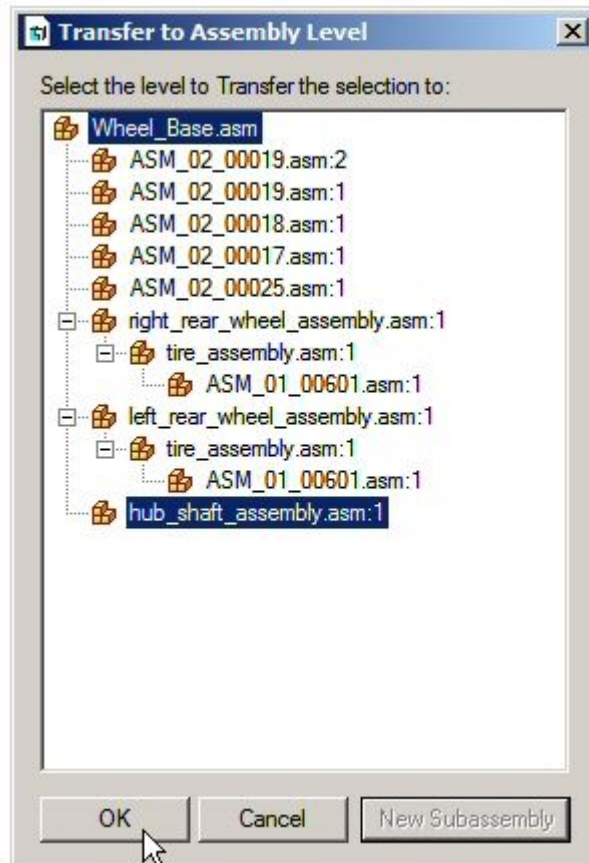 Transfer to Assembly Level
Select the level to Transfer the selection to:
Wheel_Base.asm
ASM_02_00019.asm:2
ASM_02_00019.asm:1
ASM_02_00018.asm:1
ASM_02_00017.asm:1
ASM_02_00025.asm:1
right_rear_wheel_assembly.asm:1
tire_assembly.asm:1
ASM_01_00601.asm:1
left_rear_wheel_assembly.asm:1
tire_assembly.asm:1
ASM_01_00601.asm:1
hub_shaft_assembly.asm:1
OK Cancel New Subassembly